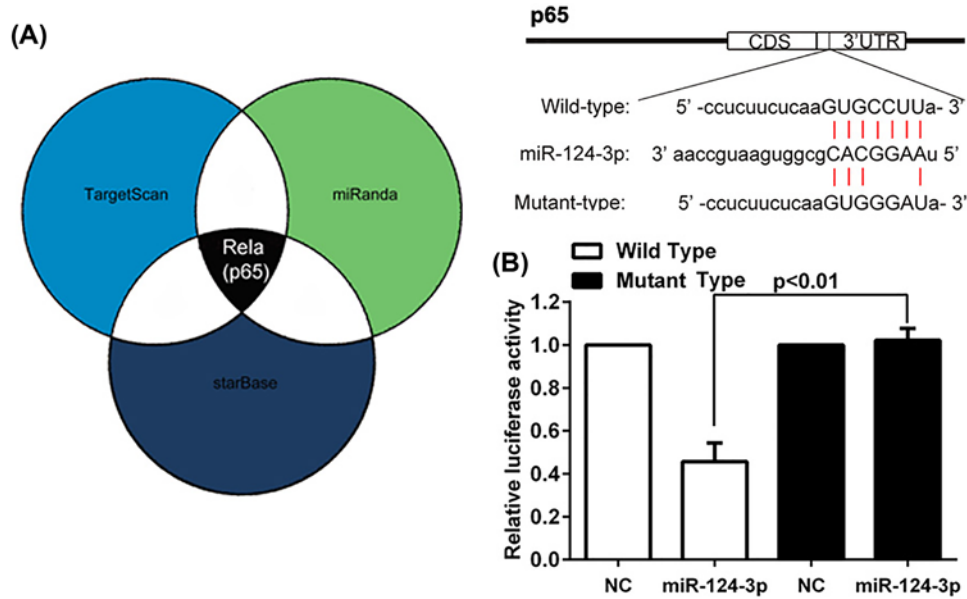 (A)
TargetScan
miRanda
Rela
(p65)
starBase
p65
CDS
3'UTR
Wild-type: 5' -ccucuucucaaGUGCCUUa- 3'
miR-124-3p: 3' aaccguaaguggcgCACGGAAu 5'
Mutant-type: 5' -ccucuucucaaGUGGGAUa- 3'
(B)
Wild Type
Mutant Type
p<0.01
Relative luciferase activity
1.2
1.0
0.8
0.6
0.4
0.2
0.0
NC miR-124-3p NC miR-124-3p